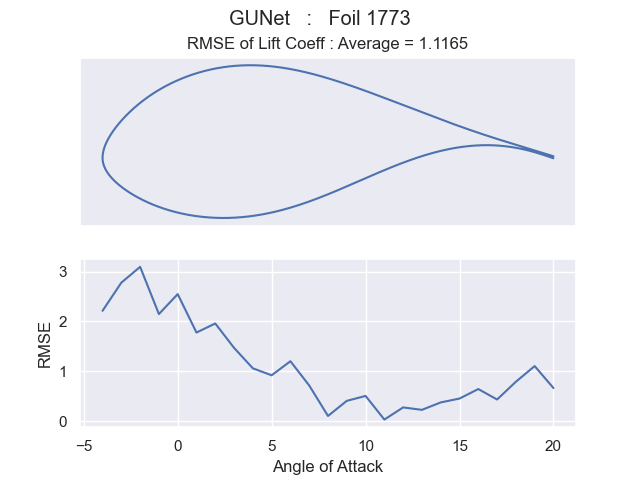 GUNet : Foil 1773
RMSE of Lift Coeff : Average = 1.1165
3
2
1
0
RMSE
−5 0 5 10 15 20
Angle of Attack